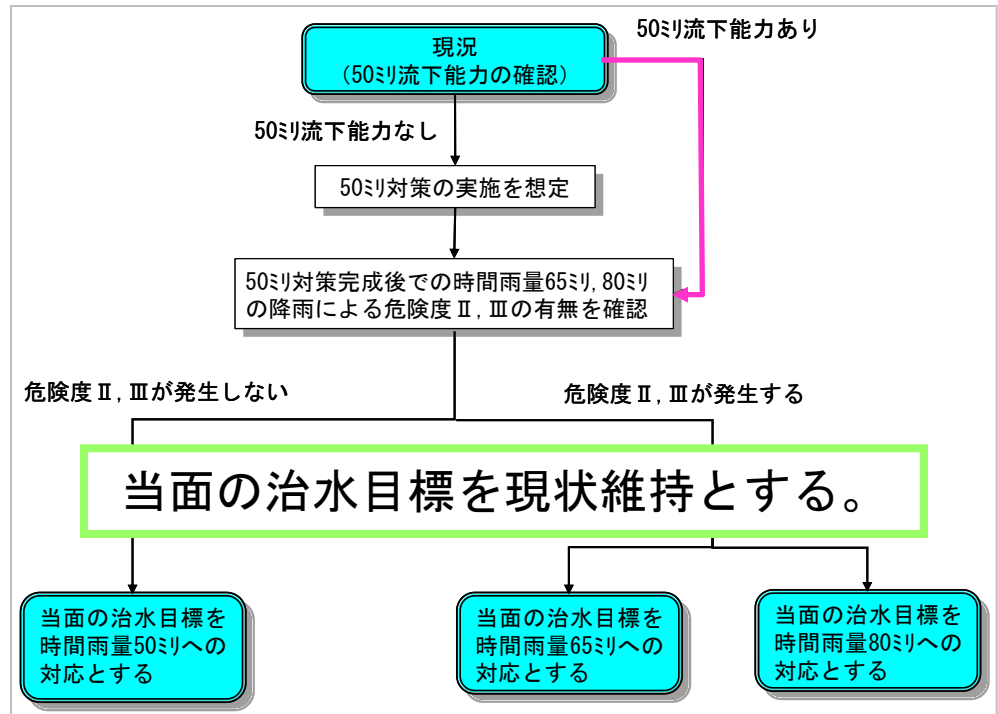 50ﾐﾘ流下能力あり
現況
(50ﾐﾘ流下能力の確認)
50ﾐﾘ流下能力なし
50ﾐﾘ対策の実施を想定
50ﾐﾘ対策完成後での時間雨量65ﾐﾘ,80ﾐﾘ
の降雨による危険度Ⅱ,Ⅲの有無を確認
危険度Ⅱ,Ⅲが発生しない
危険度Ⅱ,Ⅲが発生する
当面の治水目標を現状維持とする。
当面の治水目標を
時間雨量50ﾐﾘへの
対応とする
当面の治水目標を
時間雨量65ﾐﾘへの
対応とする
当面の治水目標を
時間雨量80ﾐﾘへの
対応とする